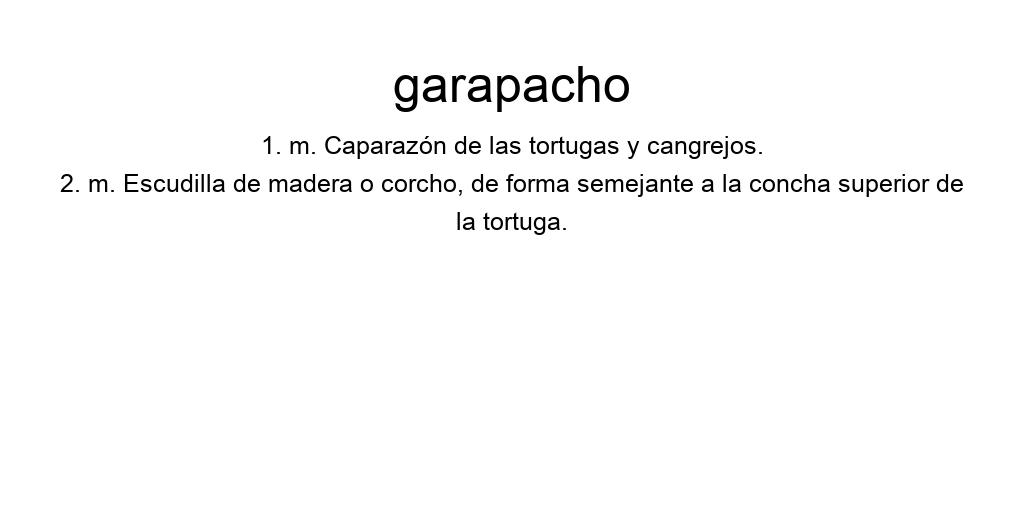 garapacho
1. m. Caparazón de las tortugas y cangrejos.
2. m. Escudilla de madera o corcho, de forma semejante a la concha superior de
la tortuga.